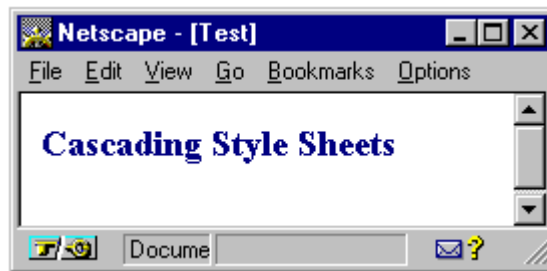 Netscape - [Test]
File Edit View Go Bookmarks Options
Cascading Style Sheets
Docume
?